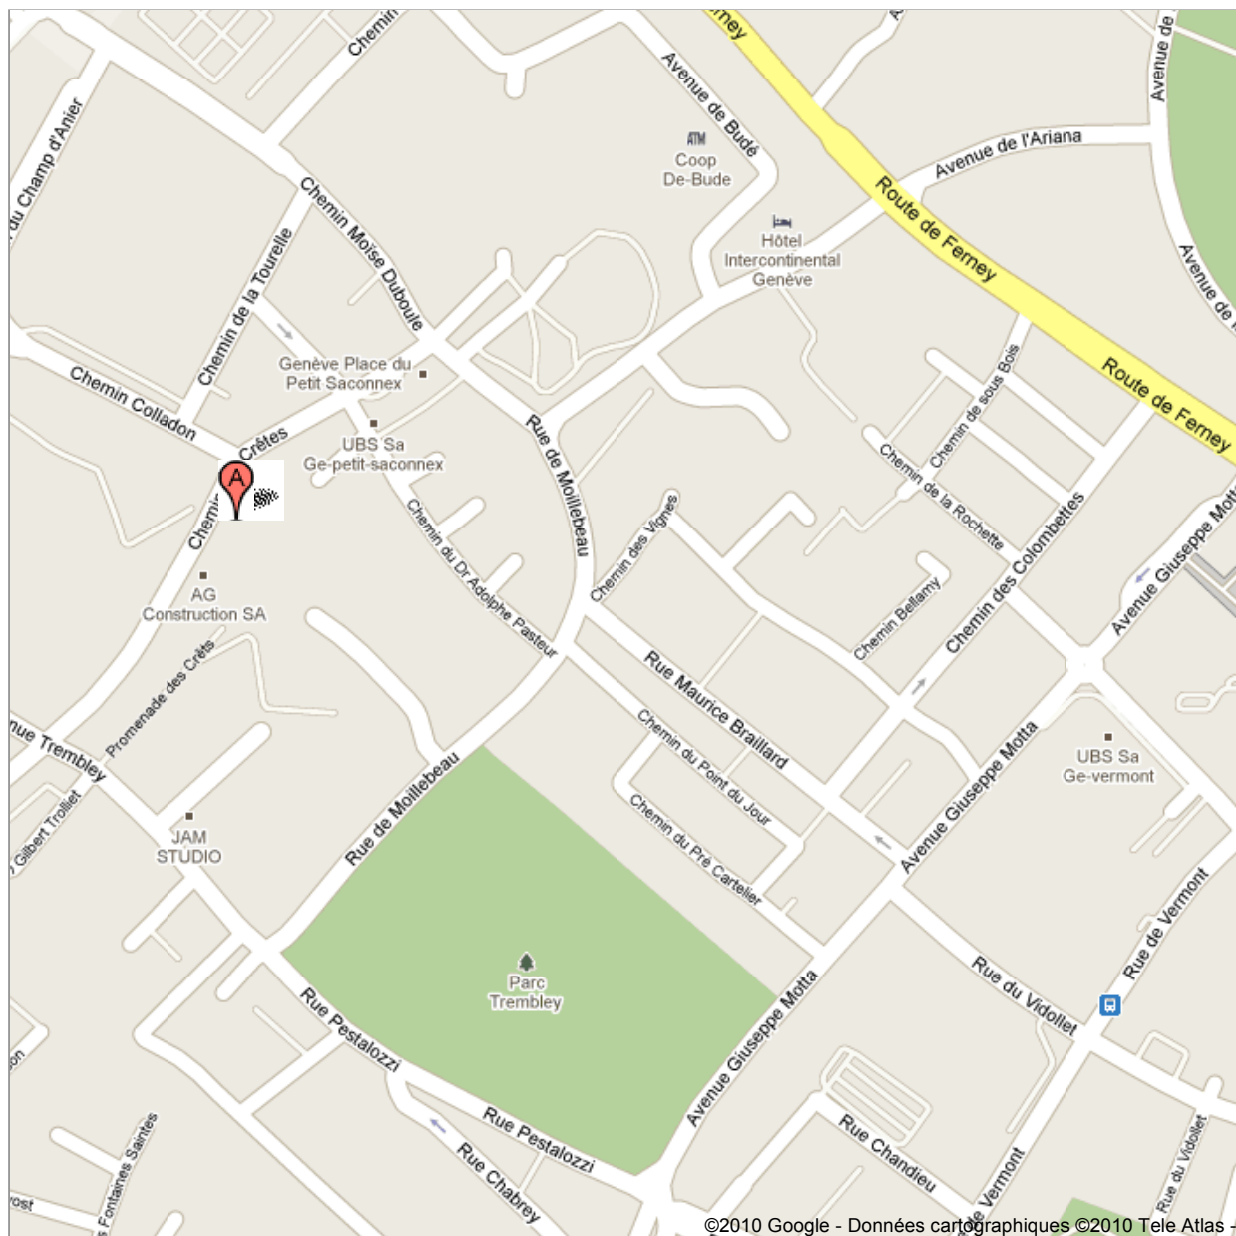 Chemin
Ferney
Avenue de
du Champ d'Anier
Avenue de Budé
ATM
Coop
De-Bude
Avenue de l'Ariana
Chemin Moïse Duboule
Route de Ferney
Hôtel
Intercontinental
Genève
Chemin de la Tourelle
Avenue de
Genève Place du
Petit Saconnex
Chemin Colladon
Route de Ferney
Chemin de sous Bois
Crêtes
UBS Sa
Ge-petit-saconnex
Rue de Moillebeau
A
Chemin
Chemin de la Rochette
Chemin des Vignes
Chemin des Colombettes
Avenue Giuseppe Motta
Chemin du Dr Adolphe Pasteur
AG
Construction SA
Chemin Bellamy
Promenade des Crêts
Rue Maurice Braillard
nue Trembley
Chemin du Point du Jour
Avenue Giuseppe Motta
UBS Sa
Ge-vermont
Rue de Moillebeau
Gilbert Trolliet
JAM
STUDIO
Chemin du Pré Cartelier
Rue de Vermont
Parc
Trembley
Rue du Vidollet
Rue Pestalozzi
Avenue Giuseppe Motta
on
Rue Pestalozzi
Rue Chandieu
Rue du Vidollet
s Fontaines Saintes
Rue Chabrey
ost
de Vermont
©2010 Google - Données cartographiques ©2010 Tele Atlas -